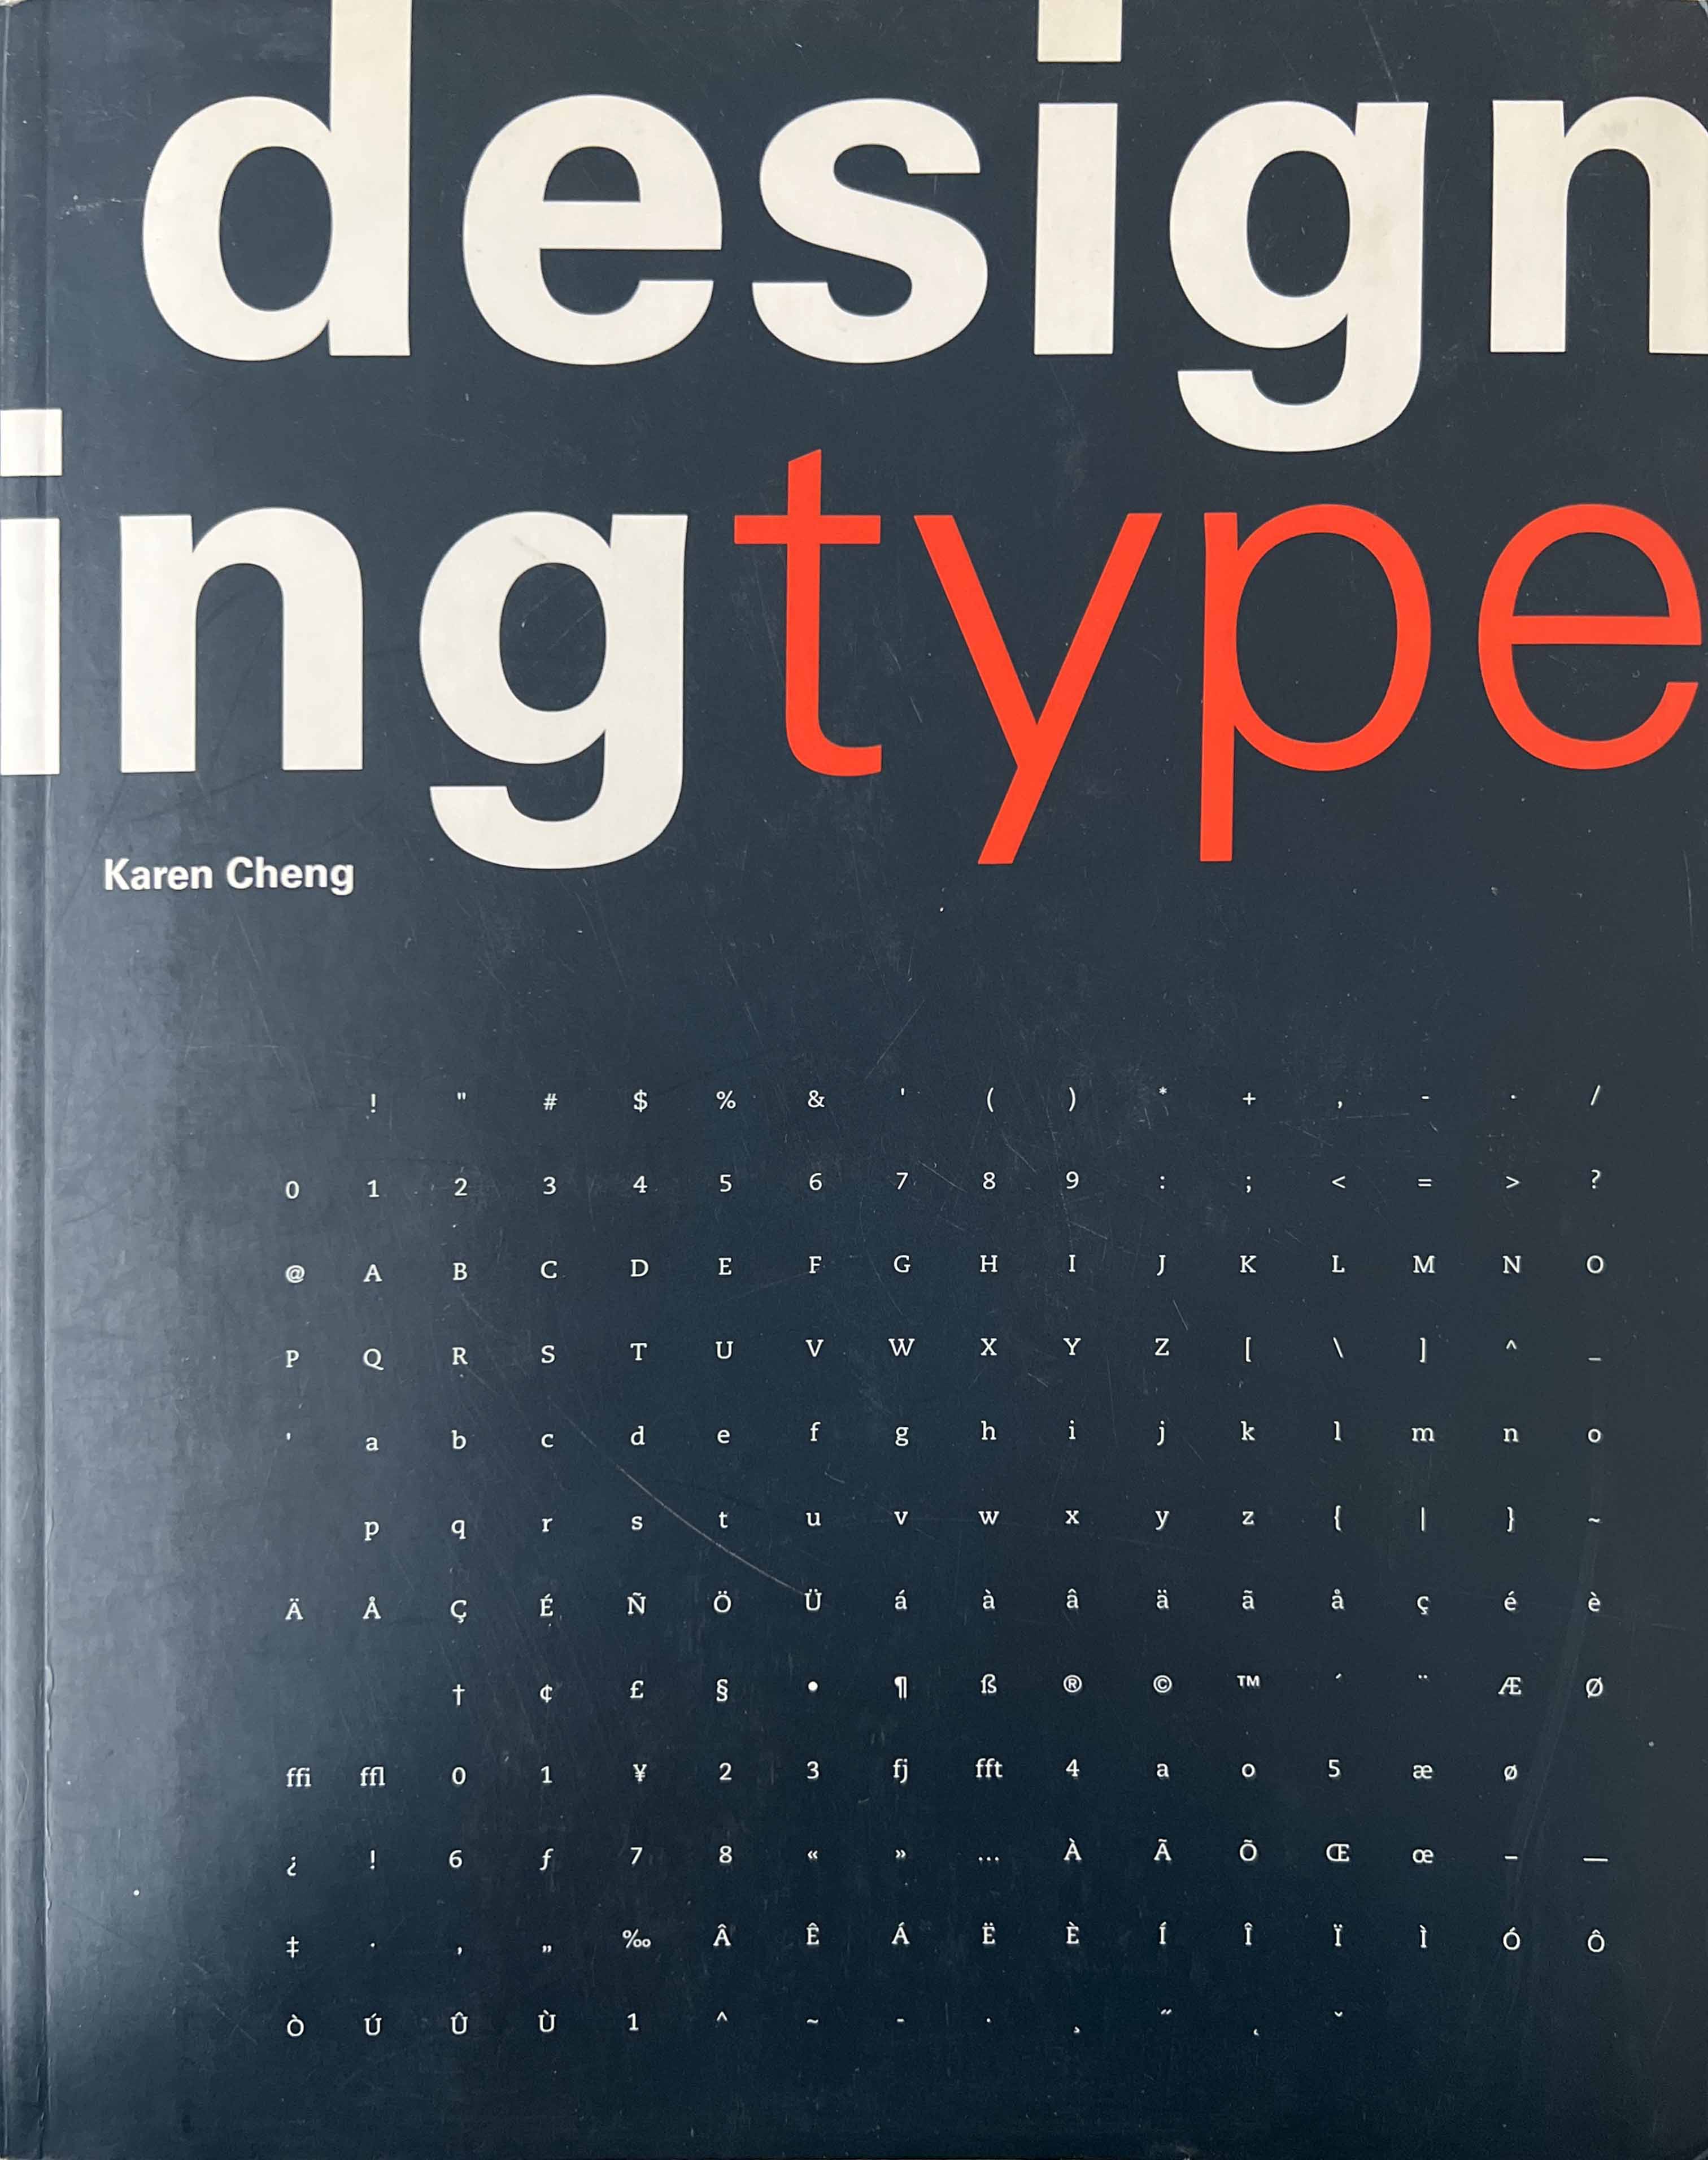 design
ingtype
Karen Cheng
! " # $ % & ' ( ) * + , - . /
0 1 2 3 4 5 6 7 8 9 : ; < = > ?
@ A B C D E F G H I J K L M N O
P Q R S T U V W X Y Z [ \ ] ^ _
' a b c d e f g h i j k l m n o
p q r s t u v w x y z { | } ~
Ä Å Ç É Ñ Ö Ü á à â ä ã å ç é è
† ¢ £ § • ¶ ß ® © ™ ´ ¨ Æ Ø
ffi ffl 0 1 ¥ 2 3 fj fft 4 a o 5 æ ø
¿ ! 6 ƒ 7 8 « » … À Ã Õ Œ œ – —
‡ · ‚ „ ‰ Â Ê Á Ë È Í Î Ï Ì Ó Ô
Ò Ú Û Ù 1 ^ ~ - · ¸ ˝ ˛ ˇ